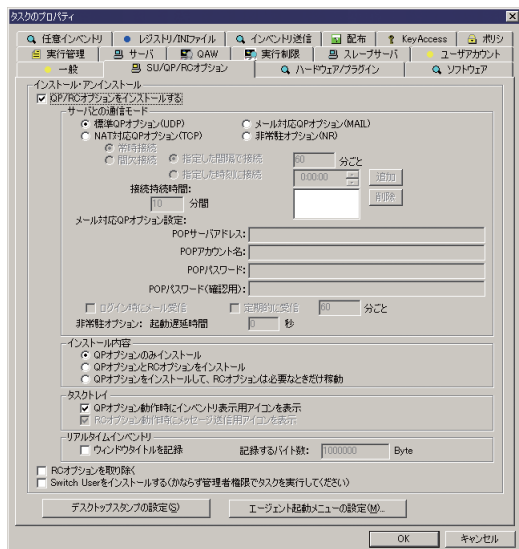 タスクのプロパティ
任意インベントリ レジストリ/INIファイル インベントリ送信 配布 KeyAccess ポリシ
実行管理 サーバ QAW 実行制限 スレーブサーバ ユーザアカウント
一般 SU/QP/RCオプション ハードウェア/プラグイン ソフトウェア
インストール・アンインストール
QP/RCオプションをインストールする
サーバとの通信モード
標準QPオプション(UDP) メール対応QPオプション(MAIL)
NAT対応QPオプション(TCP) 非常駐オプション(NR)
常時接続
間欠接続 指定した間隔で接続 60 分ごと
指定した時刻に接続 0:00:00 追加
接続持続時間: 削除
10 分間
メール対応QPオプション設定:
POPサーバアドレス:
POPアカウント名:
POPパスワード:
POPパスワード(確認用):
ログイン時にメール受信 定期的に受信 60 分ごと
非常駐オプション: 起動遅延時間 0 秒
インストール内容
QPオプションのみインストール
QPオプションとRCオプションをインストール
QPオプションをインストールして、RCオプションは必要なときだけ稼動
タスクトレイ
QPオプション動作時にインベントリ表示用アイコンを表示
RCオプション動作時にメッセージ送信用アイコンを表示
リアルタイムインベントリ
ウィンドウタイトルを記録 記録するバイト数: 1000000 Byte
RCオプションを取り除く
Switch Userをインストールする(かならず管理者権限でタスクを実行してください)
デスクトップスタンプの設定(S) エージェント起動メニューの設定(M)...
OK キャンセル